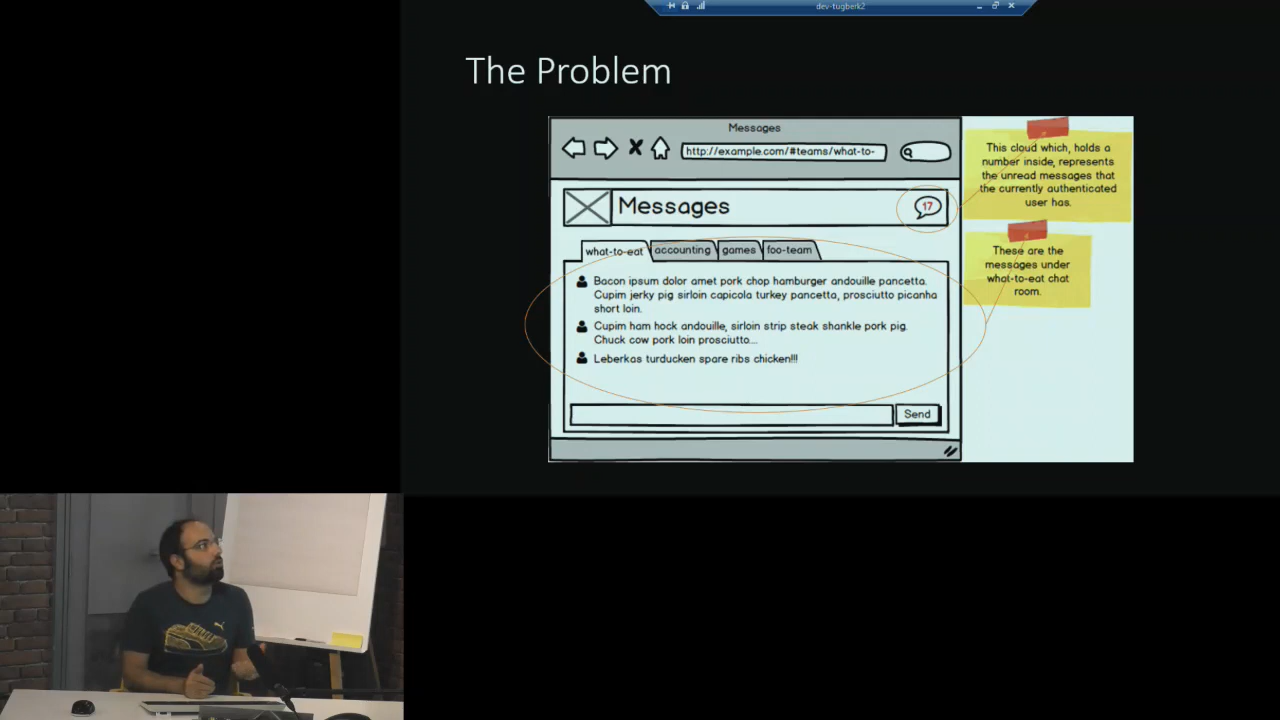 dev-tugberk2
The Problem
Messages
http://example.com/#teams/what-to-
Messages
17
what-to-eat
accounting
games
foo-team
Bacon ipsum dolor amet pork chop hamburger andouille pancetta.
Cupim jerky pig sirloin capicola turkey pancetta, prosciutto picanha
short loin.
Cupim ham hock andouille, sirloin strip steak shankle pork pig.
Chuck cow pork loin prosciutto....
Leberkas turducken spare ribs chicken!!!
Send
This cloud which, holds a
number inside, represents
the unread messages that
the currently authenticated
user has.
These are the
messages under
what-to-eat chat
room.